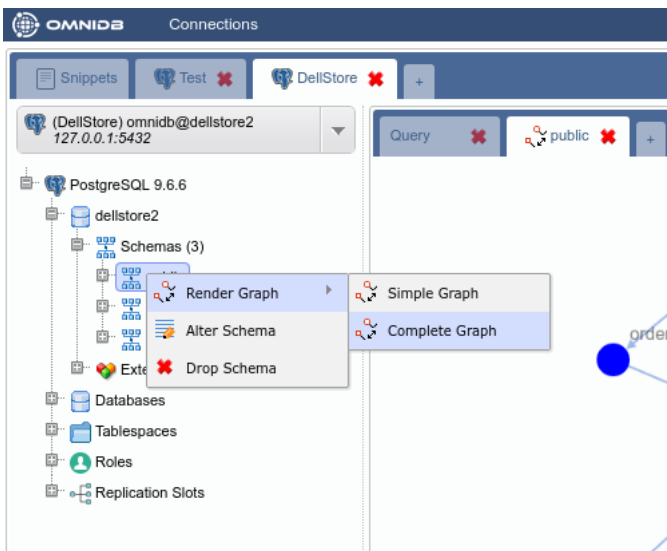 OMNIDB
Connections
Snippets
Test
DellStore
+
(DellStore) omnidb@dellstore2
127.0.0.1:5432
Query
public
+
PostgreSQL 9.6.6
dellstore2
Schemas (3)
Render Graph
Simple Graph
Alter Schema
Complete Graph
Drop Schema
Databases
Tablespaces
Roles
Replication Slots